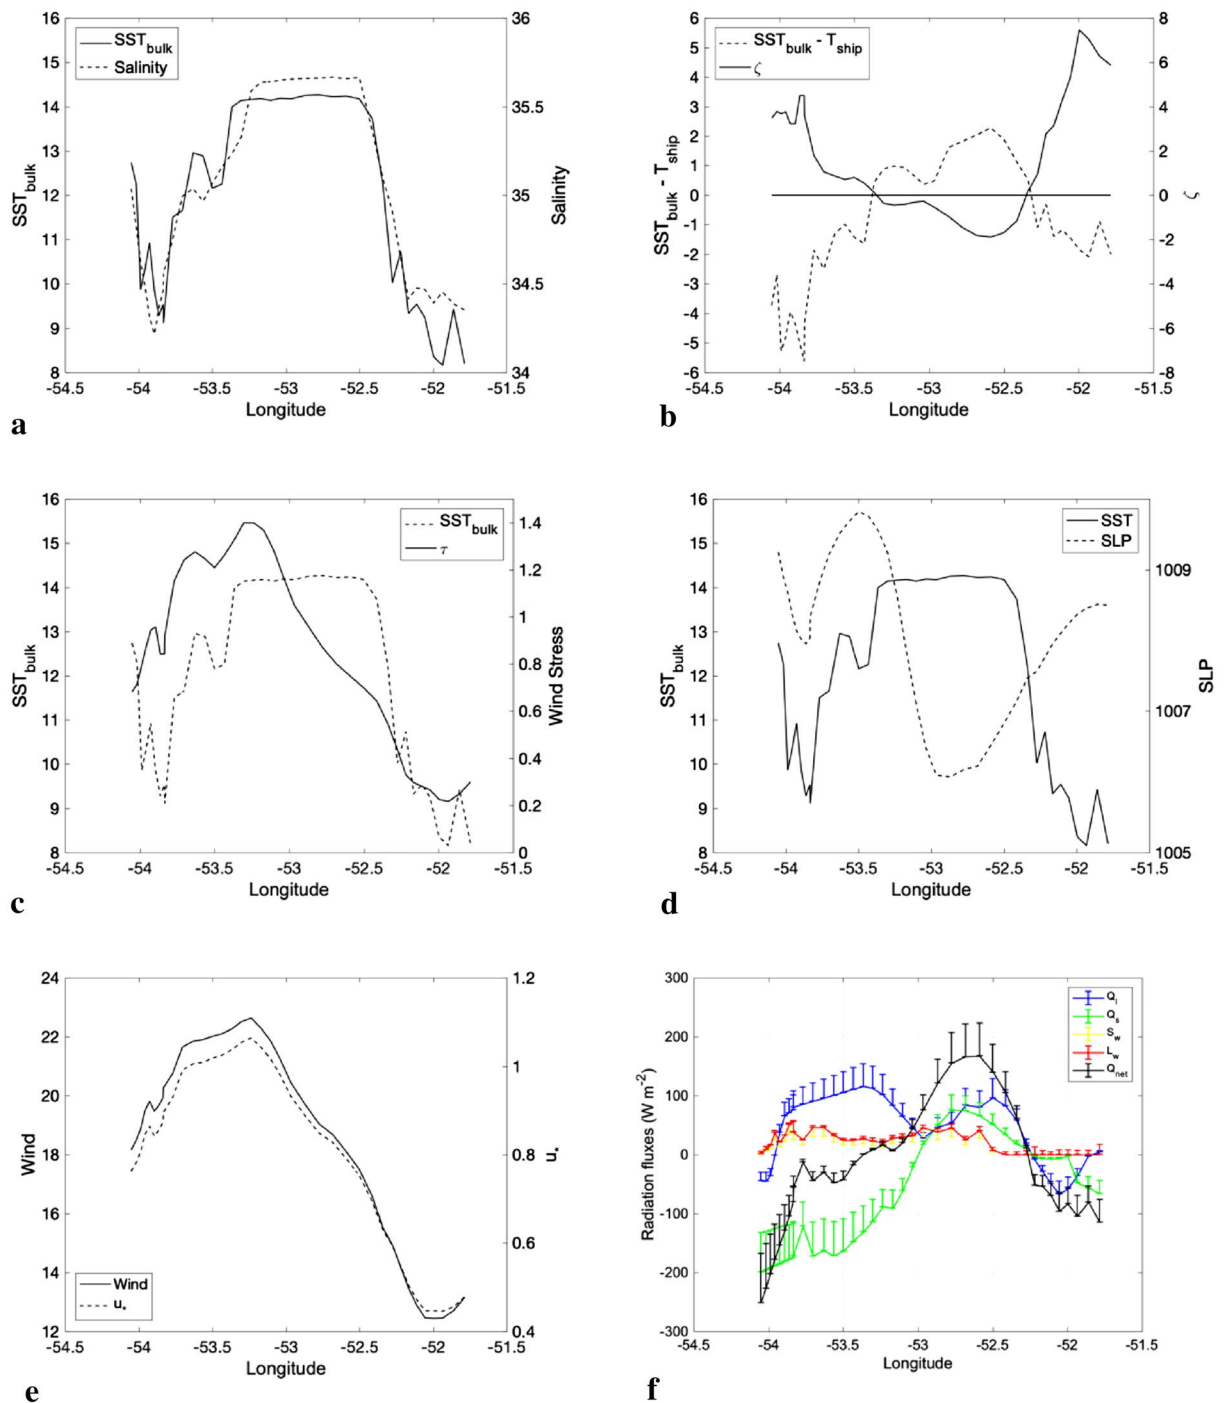 16
15
14
13
12
11
10
9
8
SST_bulk
SST_bulk
Salinity
36
35.5
35
34.5
34
Salinity
-54.5 -54 -53.5 -53 -52.5 -52 -51.5
Longitude
a
6
5
4
3
2
1
0
-1
-2
-3
-4
-5
-6
SST_bulk - T_ship
SST_bulk - T_ship
ζ
8
6
4
2
0
-2
-4
-6
-8
ζ
-54.5 -54 -53.5 -53 -52.5 -52 -51.5
Longitude
b
16
15
14
13
12
11
10
9
8
SST_bulk
SST_bulk
τ
1.4
1.2
1
0.8
0.6
0.4
0.2
0
Wind Stress
-54.5 -54 -53.5 -53 -52.5 -52 -51.5
Longitude
c
16
15
14
13
12
11
10
9
8
SST_bulk
SST
SLP
1009
1007
1005
SLP
-54.5 -54 -53.5 -53 -52.5 -52 -51.5
Longitude
d
24
22
20
18
16
14
12
Wind
Wind
u_*
1.2
1
0.8
0.6
0.4
u_*
-54.5 -54 -53.5 -53 -52.5 -52 -51.5
Longitude
e
300
200
100
0
-100
-200
-300
Radiation fluxes (W m⁻²)
Q_l
Q_s
S_w
L_w
Q_net
-54.5 -54 -53.5 -53 -52.5 -52 -51.5
Longitude
f